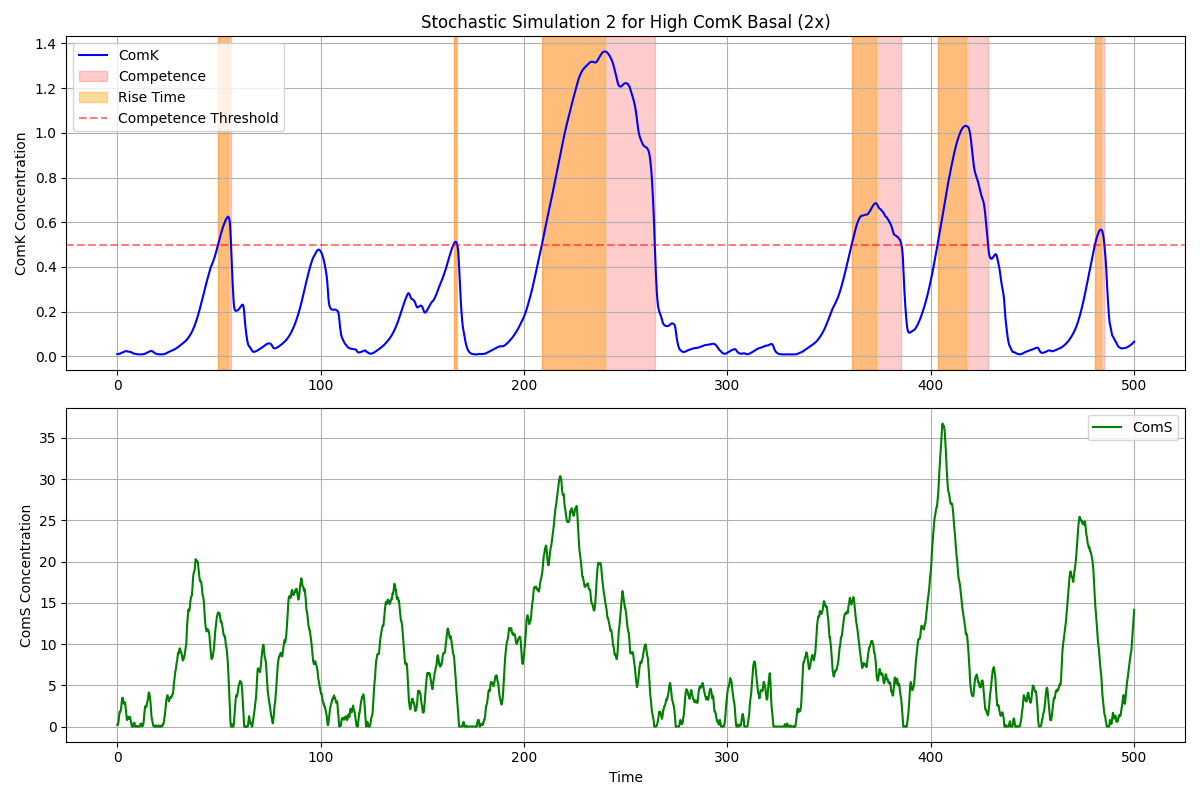 Stochastic Simulation 2 for High ComK Basal (2x)
ComK Concentration
1.4
1.2
1.0
0.8
0.6
0.4
0.2
0.0
ComK
Competence
Rise Time
Competence Threshold
0 100 200 300 400 500
ComS Concentration
35
30
25
20
15
10
5
0
ComS
0 100 200 300 400 500
Time